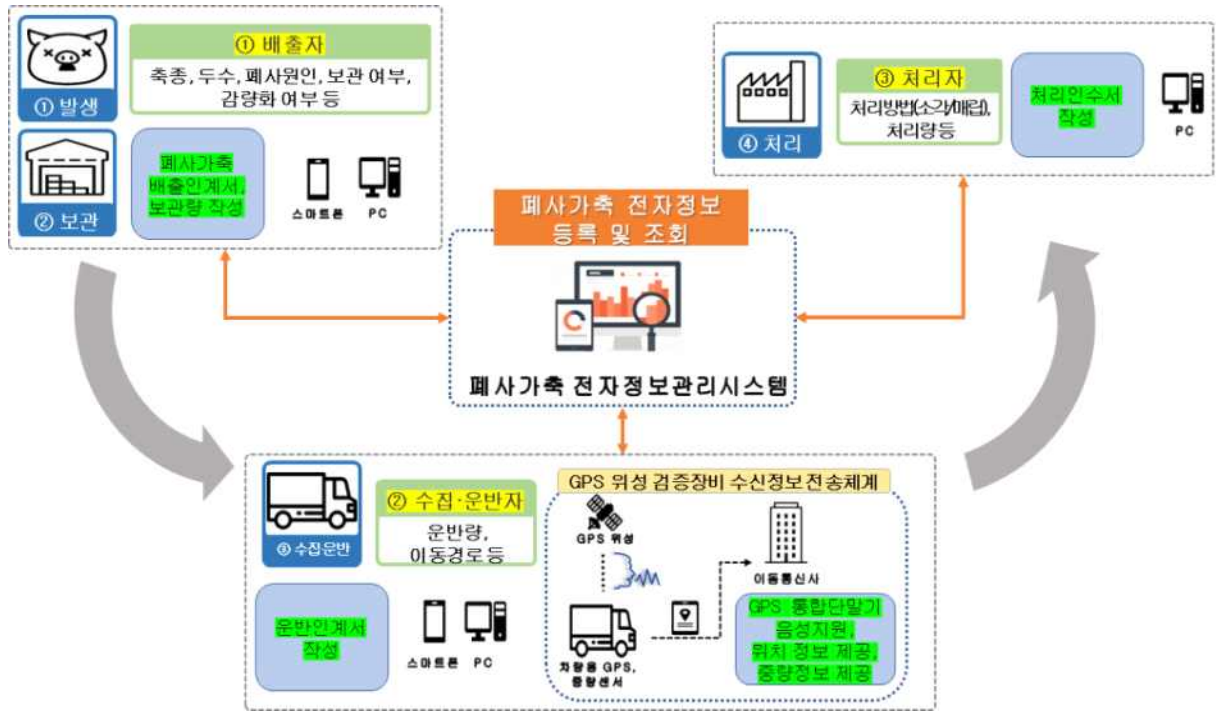 ① 배출자
축종, 두수, 폐사원인, 보관 여부,
감량화 여부 등
① 발생
② 보관
폐사가축
배출인계서,
보관량 작성
스마트폰
PC
③ 처리자
처리방법(소각/매립),
처리량 등
④ 처리
처리인수서
작성
PC
폐사가축 전자정보
등록 및 조회
폐사가축 전자정보관리시스템
② 수집·운반자
운반량,
이동경로 등
③ 수집운반
운반인계서
작성
스마트폰
PC
GPS 위성 검증장비 수신정보 전송체계
GPS 위성
이동통신사
차량용 GPS,
중량센서
GPS 통합단말기
음성지원,
위치 정보 제공,
중량정보 제공